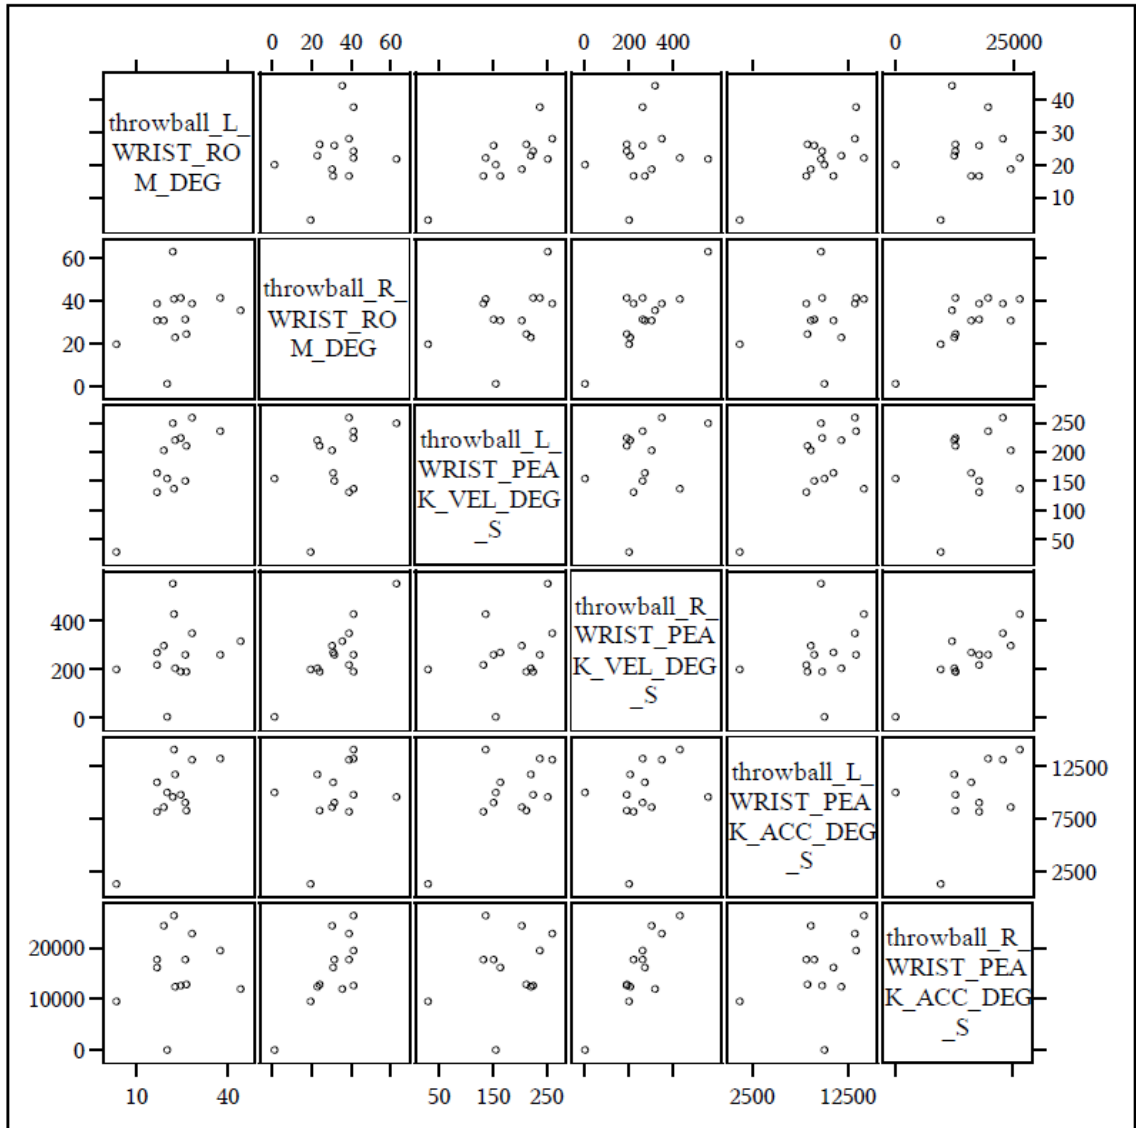 0 20 40 60 0 200 400 0 25000
throwball_L_
WRIST_RO
M_DEG
40
30
20
10
60
40
20
0
throwball_R_
WRIST_RO
M_DEG
throwball_L_
WRIST_PEA
K_VEL_DEG
_S
250
200
150
100
50
400
200
0
throwball_R_
WRIST_PEA
K_VEL_DEG
_S
throwball_L_
WRIST_PEA
K_ACC_DEG
_S
12500
7500
2500
20000
10000
0
throwball_R_
WRIST_PEA
K_ACC_DEG
_S
10 40 50 150 250 2500 12500